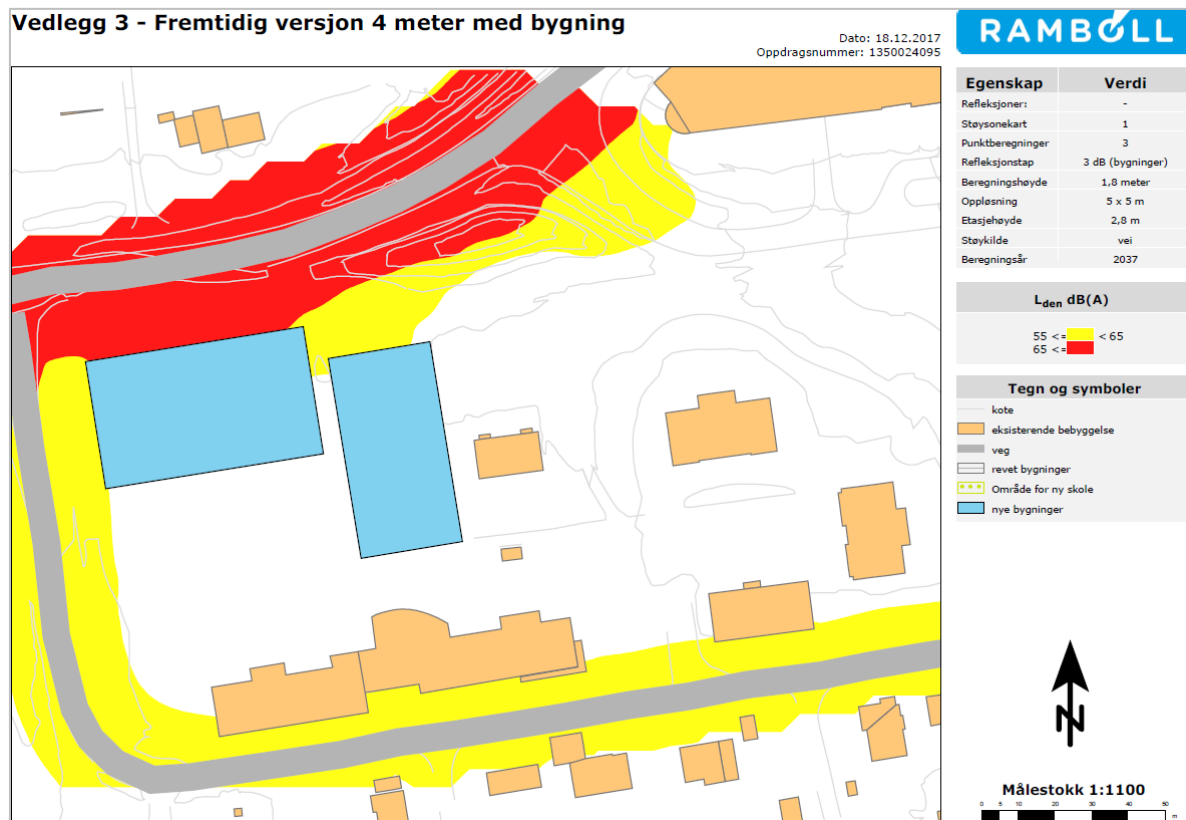 Vedlegg 3 - Fremtidig versjon 4 meter med bygning
Dato: 18.12.2017
Oppdragsnummer: 1350024095
RAMBOLL
Egenskap Verdi
Refleksjoner: -
Støysonekart 1
Punktberegninger 3
Refleksjonstap 3 dB (bygninger)
Beregningshøyde 1,8 meter
Oppløsning 5 x 5 m
Etasjehøyde 2,8 m
Støykilde vei
Beregningsår 2037
Lden dB(A)
55 <= < 65
65 <=
Tegn og symboler
kote
eksisterende bebyggelse
veg
revet bygninger
Område for ny skole
nye bygninger
N
Målestokk 1:1100
0 5 10 20 30 40 50
m